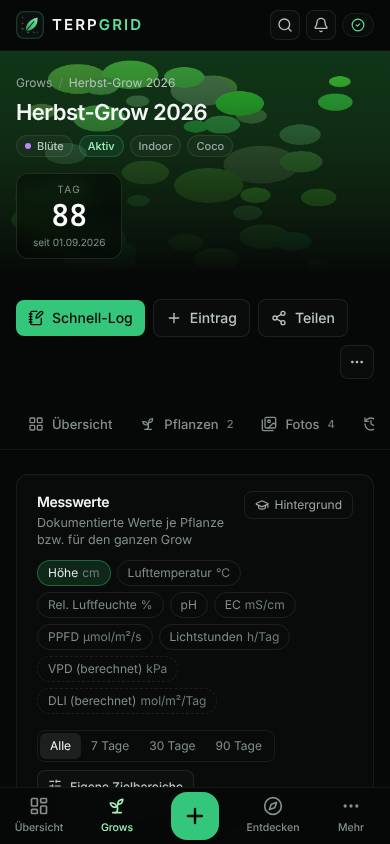 TERPGRID
Grows / Herbst-Grow 2026
Herbst-Grow 2026
Blüte Aktiv Indoor Coco
TAG
88
seit 01.09.2026
Schnell-Log Eintrag Teilen
Übersicht Pflanzen 2 Fotos 4
Messwerte
Hintergrund
Dokumentierte Werte je Pflanze
bzw. für den ganzen Grow
Höhe cm Lufttemperatur °C
Rel. Luftfeuchte % pH EC mS/cm
PPFD µmol/m²/s Lichtstunden h/Tag
VPD (berechnet) kPa
DLI (berechnet) mol/m²/Tag
Alle 7 Tage 30 Tage 90 Tage
Eigene Zielbereiche
Übersicht Grows Entdecken Mehr